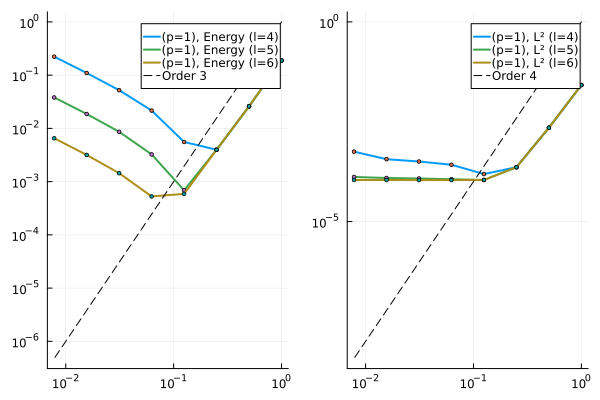 (p=1), Energy (l=4)
(p=1), Energy (l=5)
(p=1), Energy (l=6)
Order 3
10⁰
10⁻¹
10⁻²
10⁻³
10⁻⁴
10⁻⁵
10⁻⁶
10⁻² 10⁻¹ 10⁰
(p=1), L² (l=4)
(p=1), L² (l=5)
(p=1), L² (l=6)
Order 4
10⁰
10⁻⁵
10⁻² 10⁻¹ 10⁰